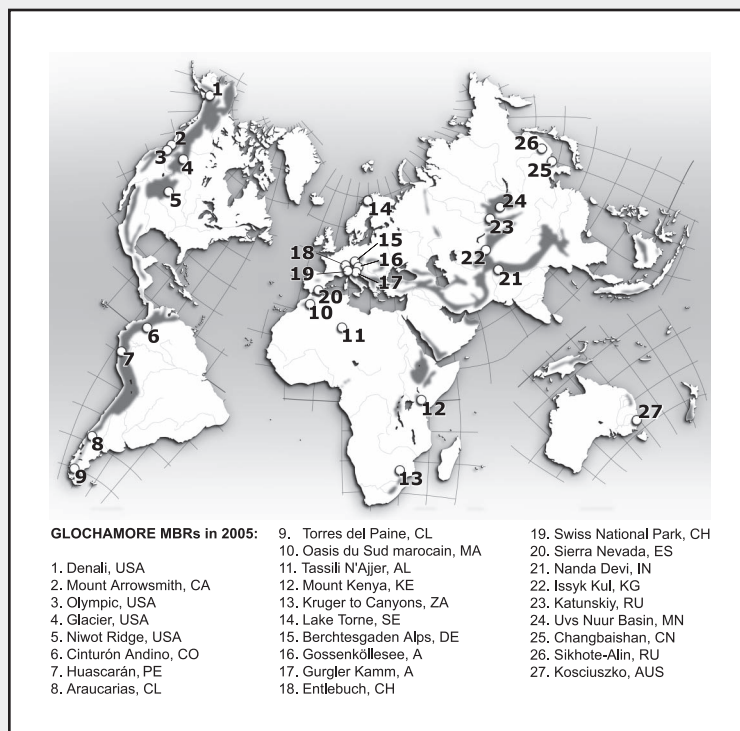 1
2
3
4
5
6
7
8
9
10
11
12
13
14
15
16
17
18
19
20
21
22
23
24
25
26
27
GLOCHAMORE MBRs in 2005:
1. Denali, USA
2. Mount Arrowsmith, CA
3. Olympic, USA
4. Glacier, USA
5. Niwot Ridge, USA
6. Cinturón Andino, CO
7. Huascarán, PE
8. Araucarias, CL
9. Torres del Paine, CL
10. Oasis du Sud marocain, MA
11. Tassili N'Ajjer, AL
12. Mount Kenya, KE
13. Kruger to Canyons, ZA
14. Lake Torne, SE
15. Berchtesgaden Alps, DE
16. Gossenköllesee, A
17. Gurgler Kamm, A
18. Entlebuch, CH
19. Swiss National Park, CH
20. Sierra Nevada, ES
21. Nanda Devi, IN
22. Issyk Kul, KG
23. Katunskiy, RU
24. Uvs Nuur Basin, MN
25. Changbaishan, CN
26. Sikhote-Alin, RU
27. Kosciuszko, AUS